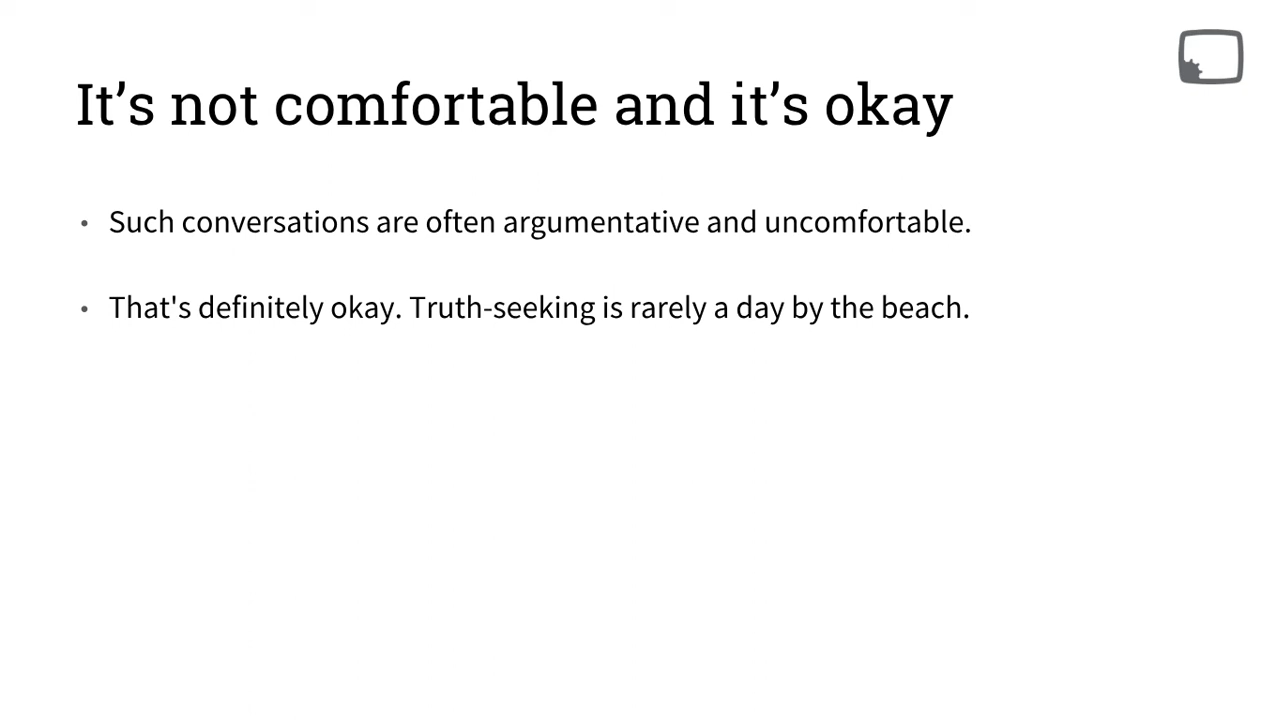 It’s not comfortable and it’s okay
• Such conversations are often argumentative and uncomfortable.
• That's definitely okay. Truth-seeking is rarely a day by the beach.